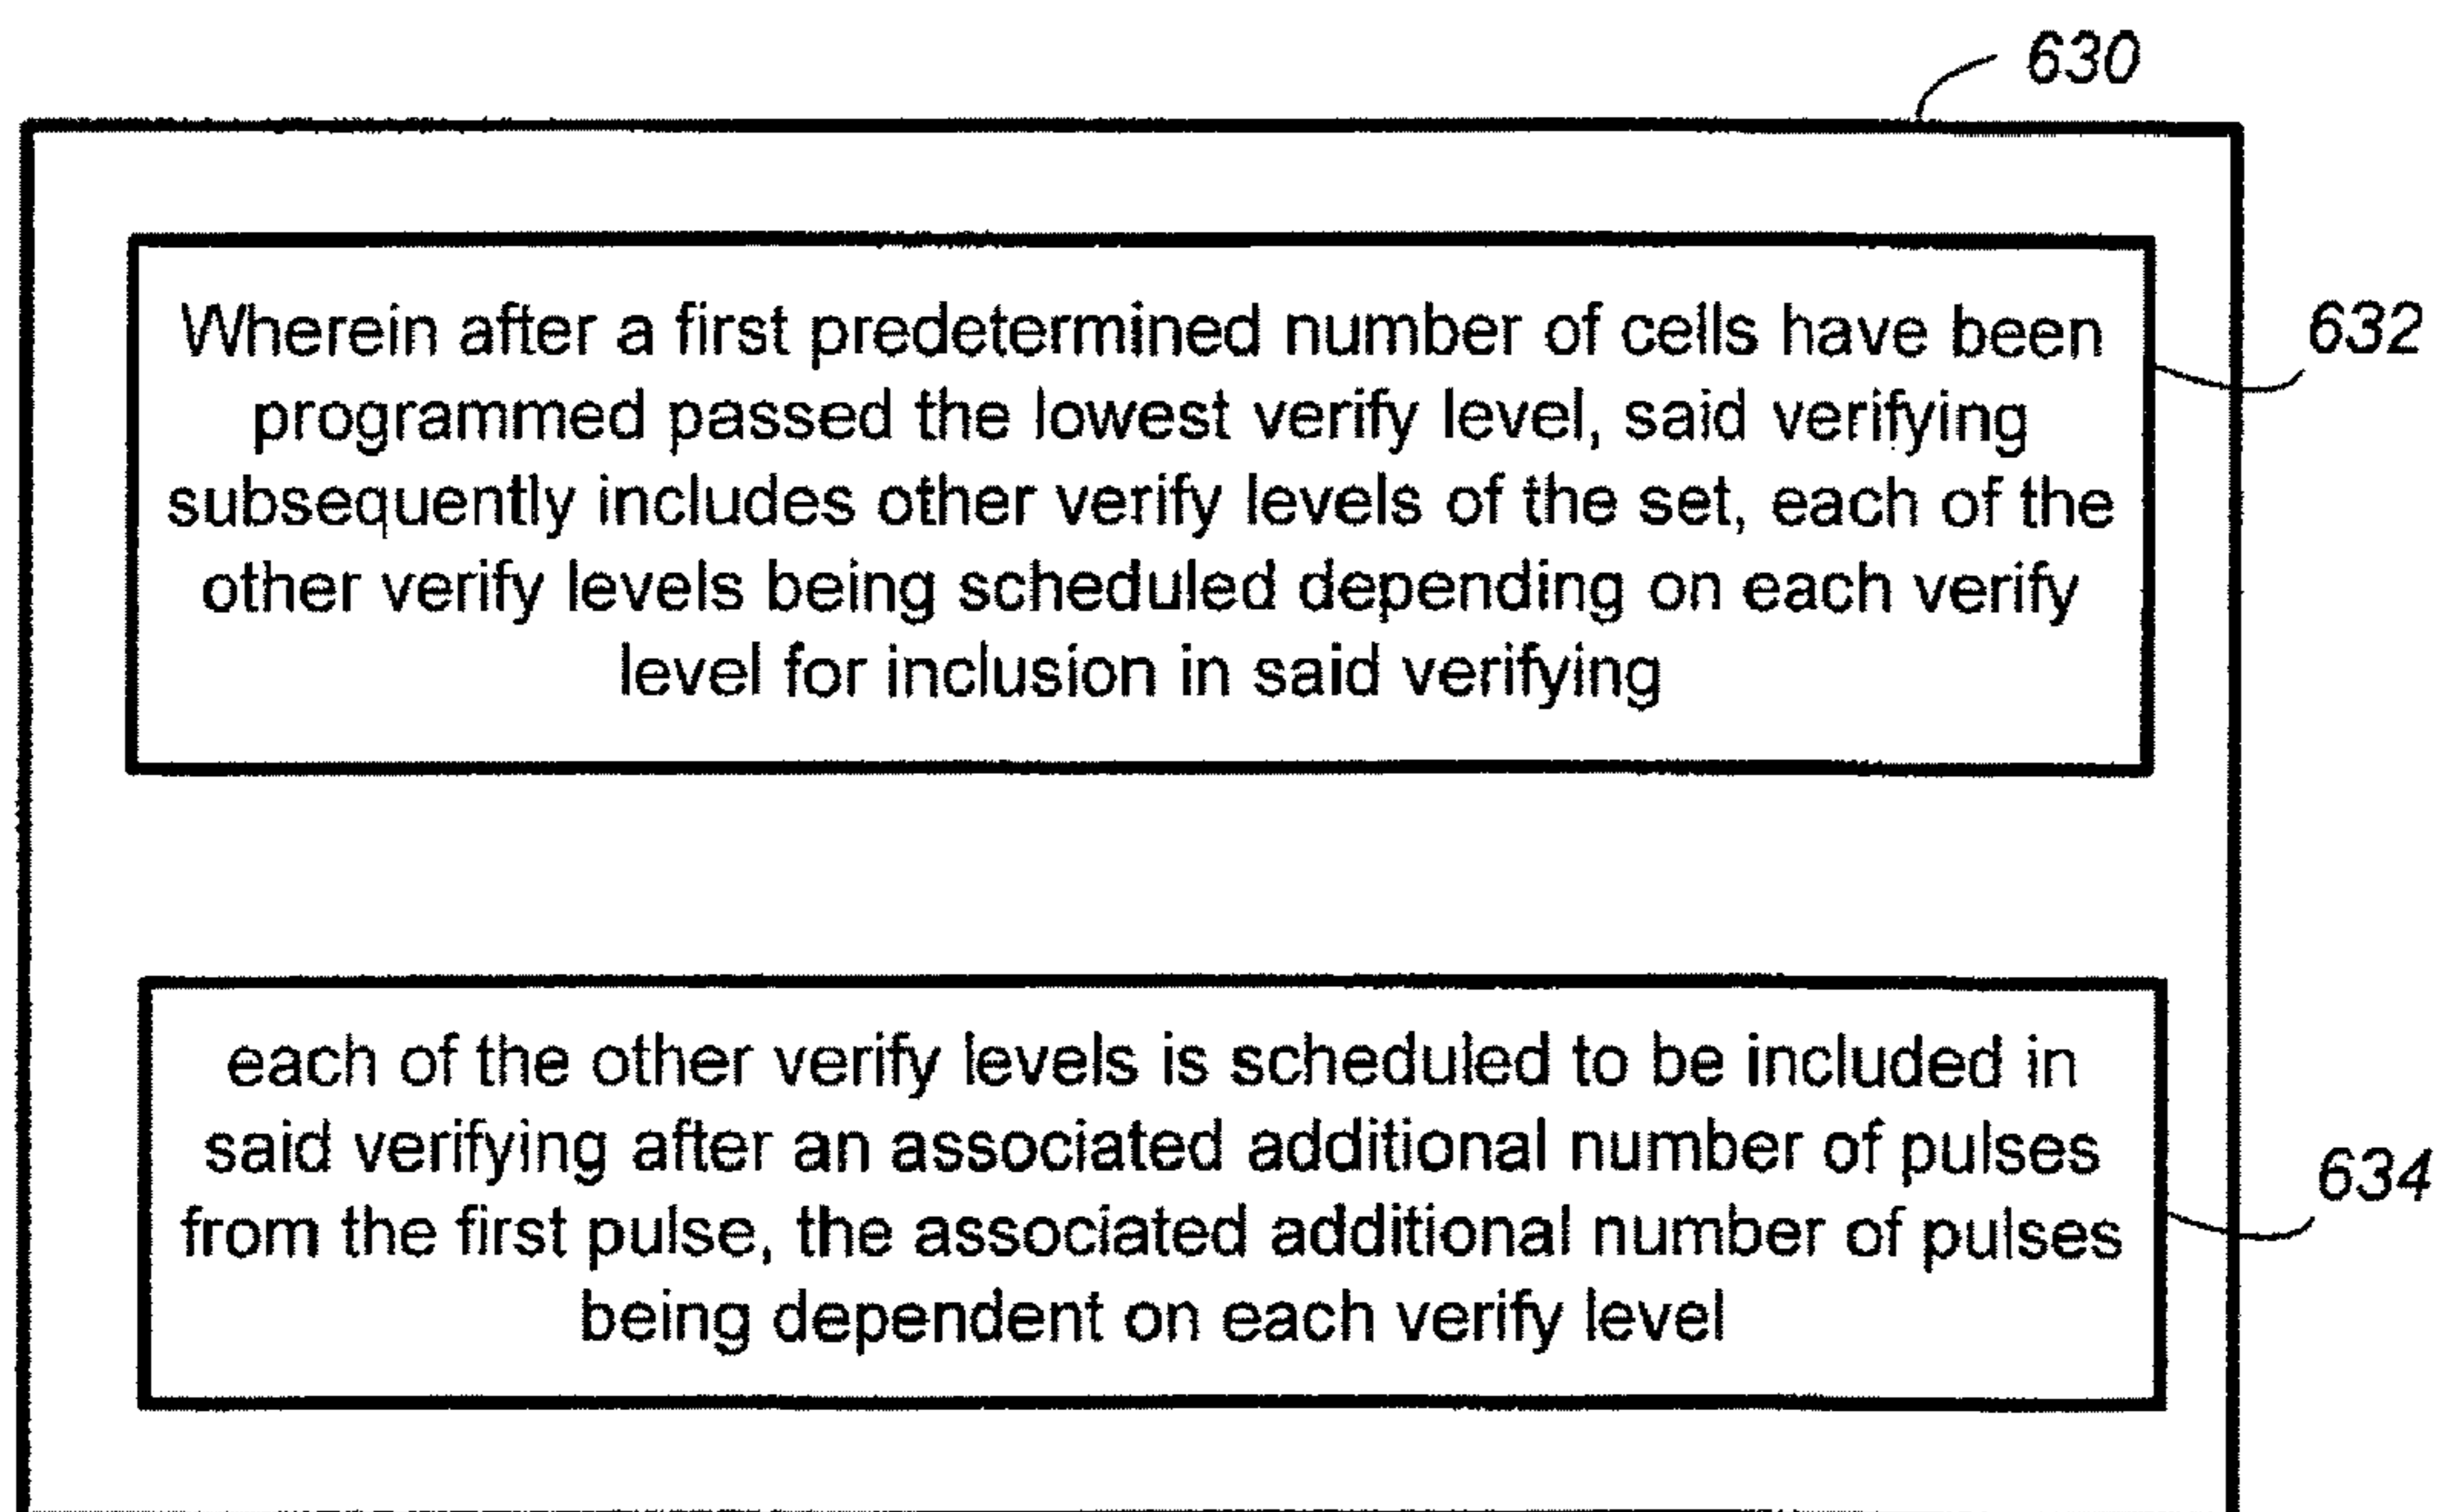 630
Wherein after a first predetermined number of cells have been
programmed passed the lowest verify level, said verifying
subsequently includes other verify levels of the set, each of the
other verify levels being scheduled depending on each verify
level for inclusion in said verifying
632
each of the other verify levels is scheduled to be included in
said verifying after an associated additional number of pulses
from the first pulse, the associated additional number of pulses
being dependent on each verify level
634